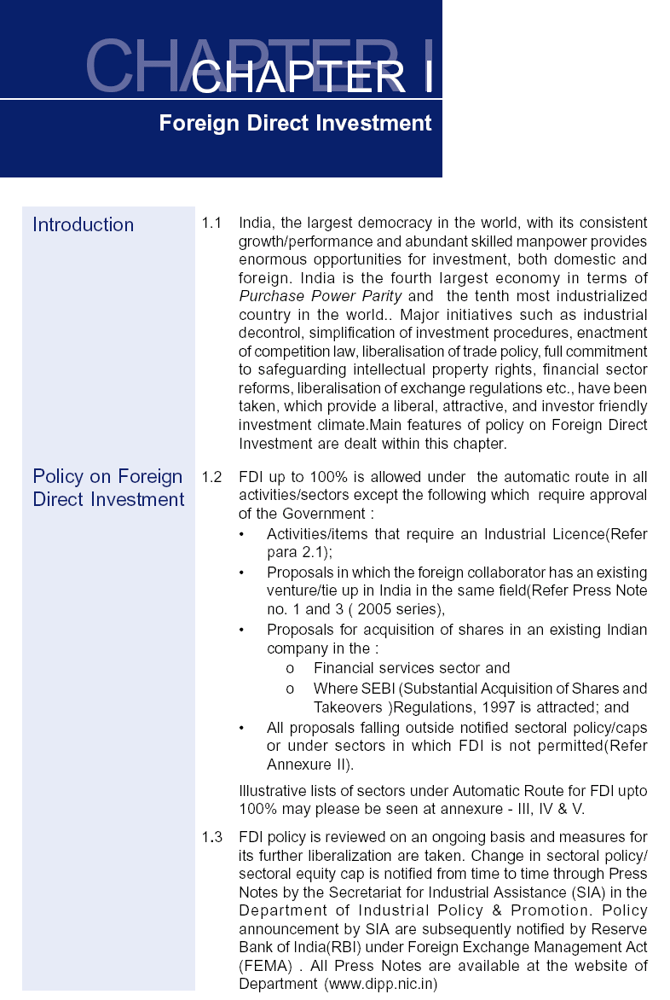 CHAPTER I
CHAPTER I
Foreign Direct Investment
Introduction
1.1 India, the largest democracy in the world, with its consistent
growth/performance and abundant skilled manpower provides
enormous opportunities for investment, both domestic and
foreign. India is the fourth largest economy in terms of
Purchase Power Parity and the tenth most industrialized
country in the world.. Major initiatives such as industrial
decontrol, simplification of investment procedures, enactment
of competition law, liberalisation of trade policy, full commitment
to safeguarding intellectual property rights, financial sector
reforms, liberalisation of exchange regulations etc., have been
taken, which provide a liberal, attractive, and investor friendly
investment climate.Main features of policy on Foreign Direct
Investment are dealt within this chapter.
Policy on Foreign
Direct Investment
1.2 FDI up to 100% is allowed under the automatic route in all
activities/sectors except the following which require approval
of the Government :
• Activities/items that require an Industrial Licence(Refer
para 2.1);
• Proposals in which the foreign collaborator has an existing
venture/tie up in India in the same field(Refer Press Note
no. 1 and 3 ( 2005 series),
• Proposals for acquisition of shares in an existing Indian
company in the :
o Financial services sector and
o Where SEBI (Substantial Acquisition of Shares and
Takeovers )Regulations, 1997 is attracted; and
• All proposals falling outside notified sectoral policy/caps
or under sectors in which FDI is not permitted(Refer
Annexure II).
Illustrative lists of sectors under Automatic Route for FDI upto
100% may please be seen at annexure - III, IV & V.
1.3 FDI policy is reviewed on an ongoing basis and measures for
its further liberalization are taken. Change in sectoral policy/
sectoral equity cap is notified from time to time through Press
Notes by the Secretariat for Industrial Assistance (SIA) in the
Department of Industrial Policy & Promotion. Policy
announcement by SIA are subsequently notified by Reserve
Bank of India(RBI) under Foreign Exchange Management Act
(FEMA) . All Press Notes are available at the website of
Department (www.dipp.nic.in)